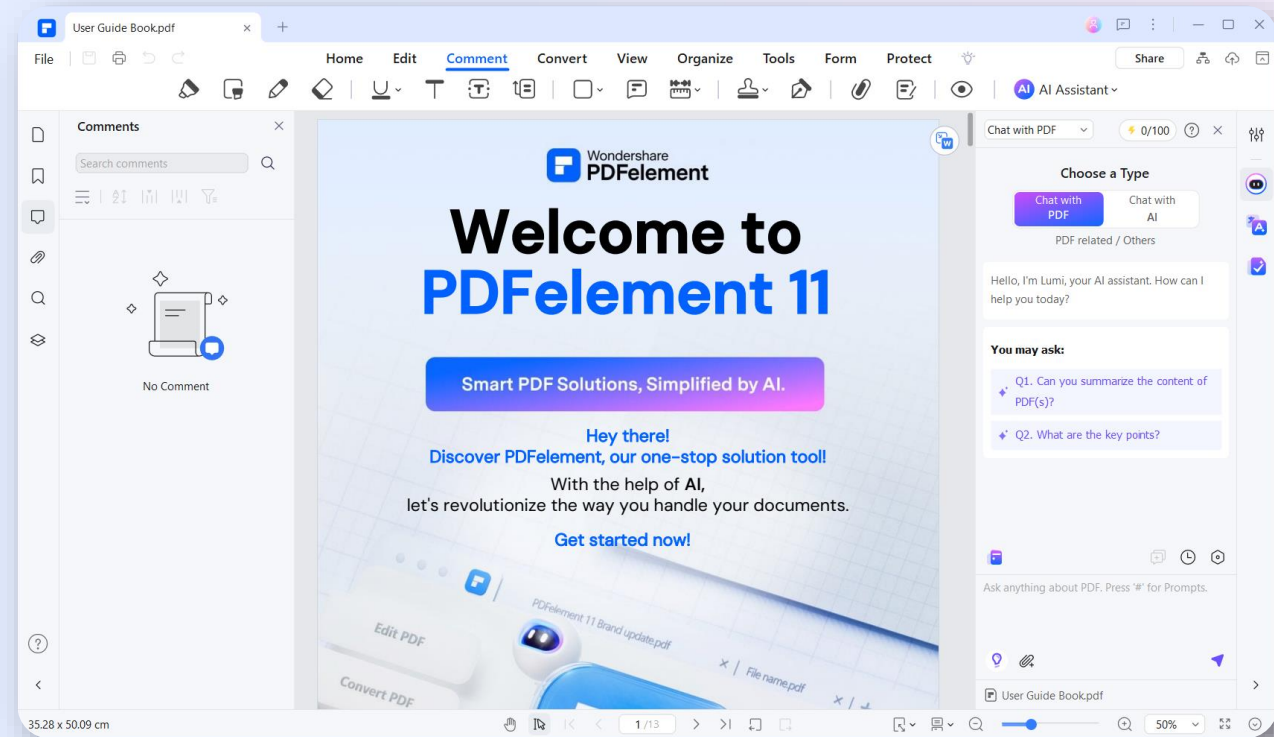 User Guide Book.pdf
File
Home Edit Comment Convert View Organize Tools Form Protect
Share
AI AI Assistant
Comments
Search comments
No Comment
Wondershare
PDFelement
Welcome to
PDFelement 11
Smart PDF Solutions, Simplified by AI.
Hey there!
Discover PDFelement, our one-stop solution tool!
With the help of AI,
let's revolutionize the way you handle your documents.
Get started now!
PDFelement 11 Brand update.pdf
File name.pdf
Edit PDF
Convert PDF
Chat with PDF
0/100
Choose a Type
Chat with
PDF
Chat with
AI
PDF related / Others
Hello, I'm Lumi, your AI assistant. How can I
help you today?
You may ask:
Q1. Can you summarize the content of
PDF(s)?
Q2. What are the key points?
Ask anything about PDF. Press '#' for Prompts.
User Guide Book.pdf
35.28 x 50.09 cm
1 /13
50%